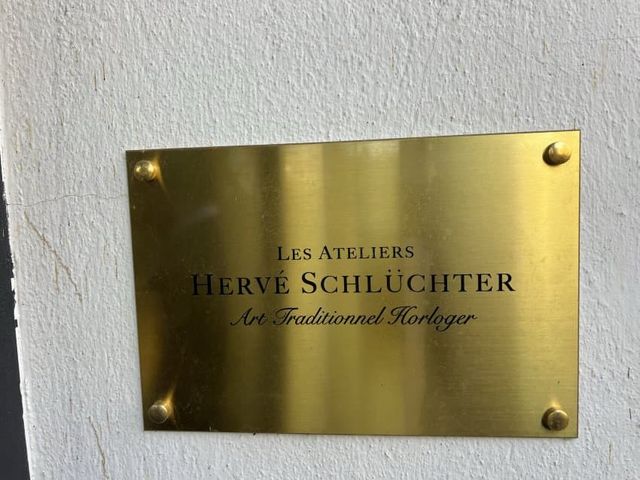 LES ATELIERS
HERVÉ SCHLÜCHTER
Art Traditionnel Horloger